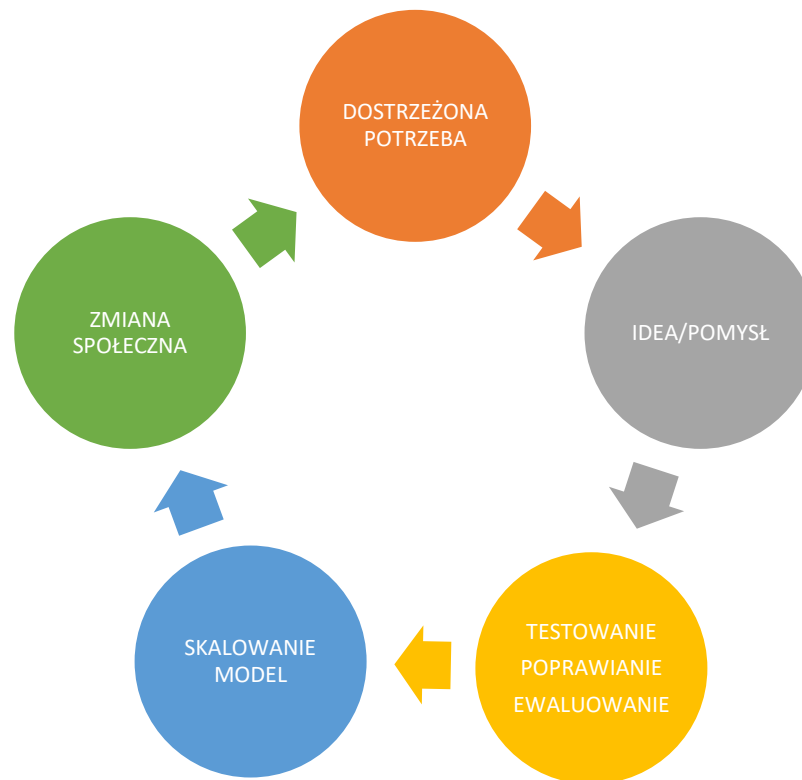 DOSTRZEŻONA
POTRZEBA
IDEA/POMYSŁ
TESTOWANIE
POPRAWIANIE
EWALUOWANIE
SKALOWANIE
MODEL
ZMIANA
SPOŁECZNA